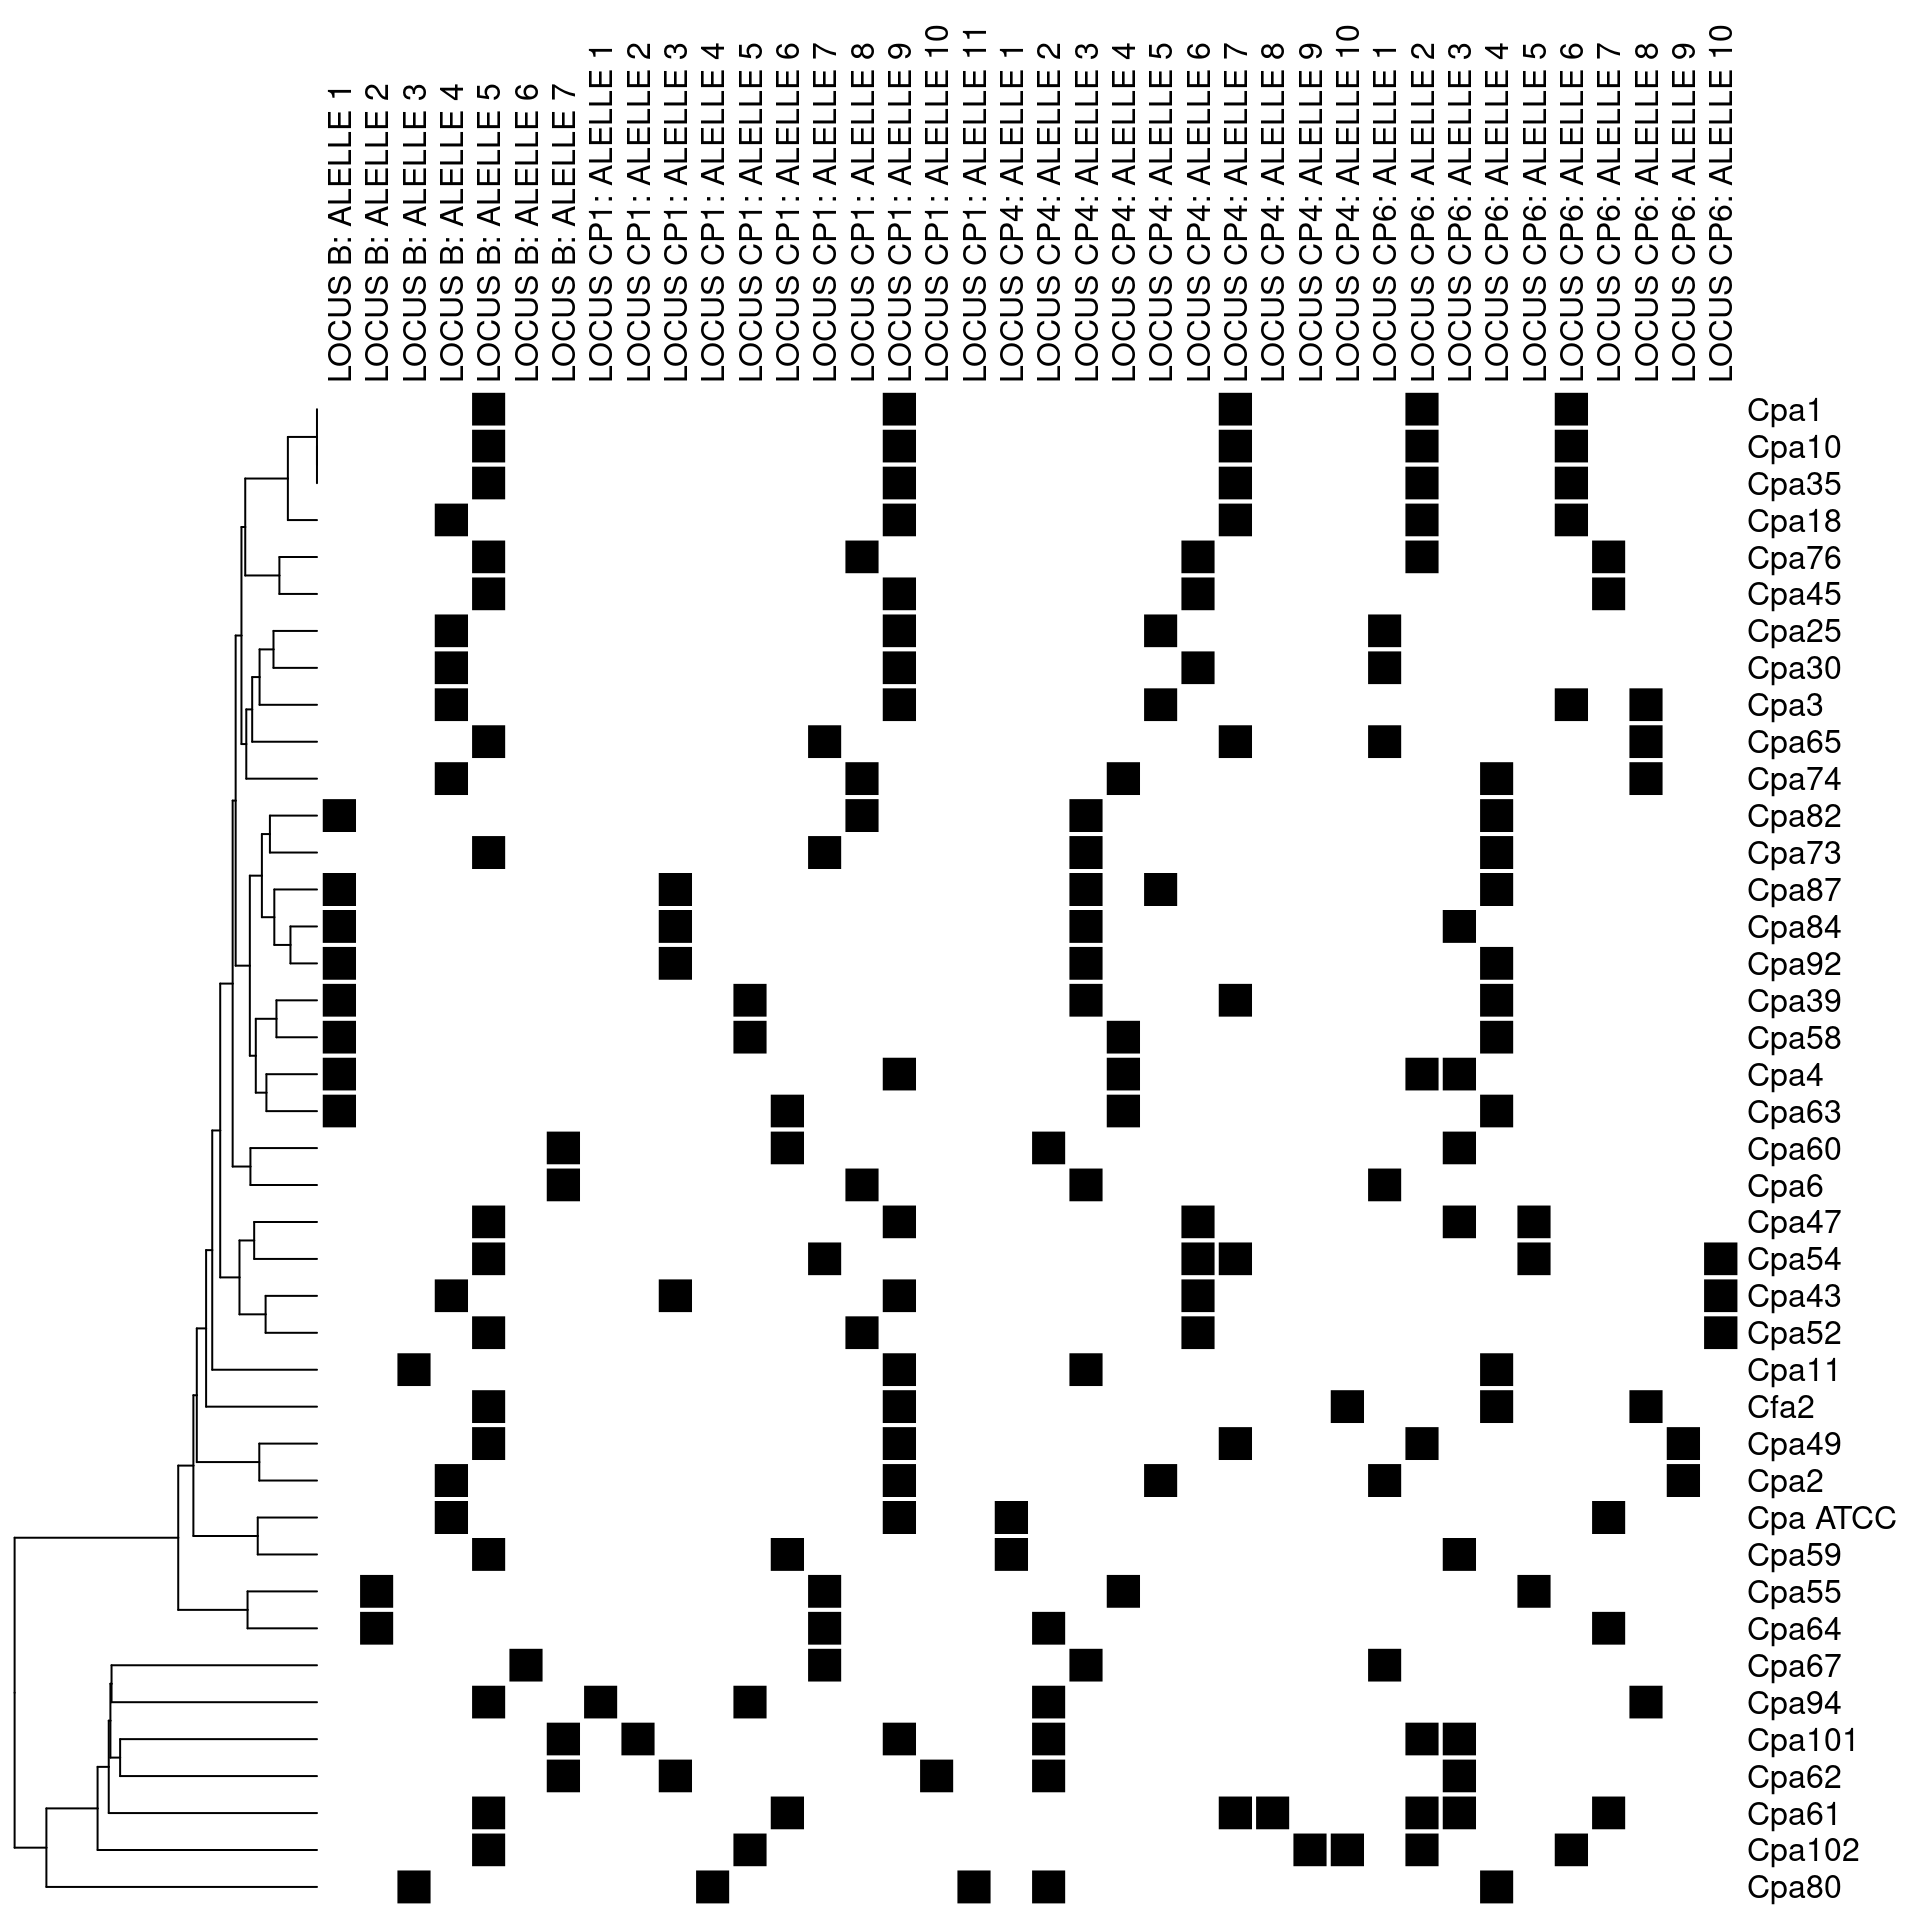 LOCUS B: ALELLE 1
LOCUS B: ALELLE 2
LOCUS B: ALELLE 3
LOCUS B: ALELLE 4
LOCUS B: ALELLE 5
LOCUS B: ALELLE 6
LOCUS B: ALELLE 7
LOCUS CP1: ALELLE 1
LOCUS CP1: ALELLE 2
LOCUS CP1: ALELLE 3
LOCUS CP1: ALELLE 4
LOCUS CP1: ALELLE 5
LOCUS CP1: ALELLE 6
LOCUS CP1: ALELLE 7
LOCUS CP1: ALELLE 8
LOCUS CP1: ALELLE 9
LOCUS CP1: ALELLE 10
LOCUS CP1: ALELLE 11
LOCUS CP4: ALELLE 1
LOCUS CP4: ALELLE 2
LOCUS CP4: ALELLE 3
LOCUS CP4: ALELLE 4
LOCUS CP4: ALELLE 5
LOCUS CP4: ALELLE 6
LOCUS CP4: ALELLE 7
LOCUS CP4: ALELLE 8
LOCUS CP4: ALELLE 9
LOCUS CP4: ALELLE 10
LOCUS CP6: ALELLE 1
LOCUS CP6: ALELLE 2
LOCUS CP6: ALELLE 3
LOCUS CP6: ALELLE 4
LOCUS CP6: ALELLE 5
LOCUS CP6: ALELLE 6
LOCUS CP6: ALELLE 7
LOCUS CP6: ALELLE 8
LOCUS CP6: ALELLE 9
LOCUS CP6: ALELLE 10
Cpa1
Cpa10
Cpa35
Cpa18
Cpa76
Cpa45
Cpa25
Cpa30
Cpa3
Cpa65
Cpa74
Cpa82
Cpa73
Cpa87
Cpa84
Cpa92
Cpa39
Cpa58
Cpa4
Cpa63
Cpa60
Cpa6
Cpa47
Cpa54
Cpa43
Cpa52
Cpa11
Cfa2
Cpa49
Cpa2
Cpa ATCC
Cpa59
Cpa55
Cpa64
Cpa67
Cpa94
Cpa101
Cpa62
Cpa61
Cpa102
Cpa80